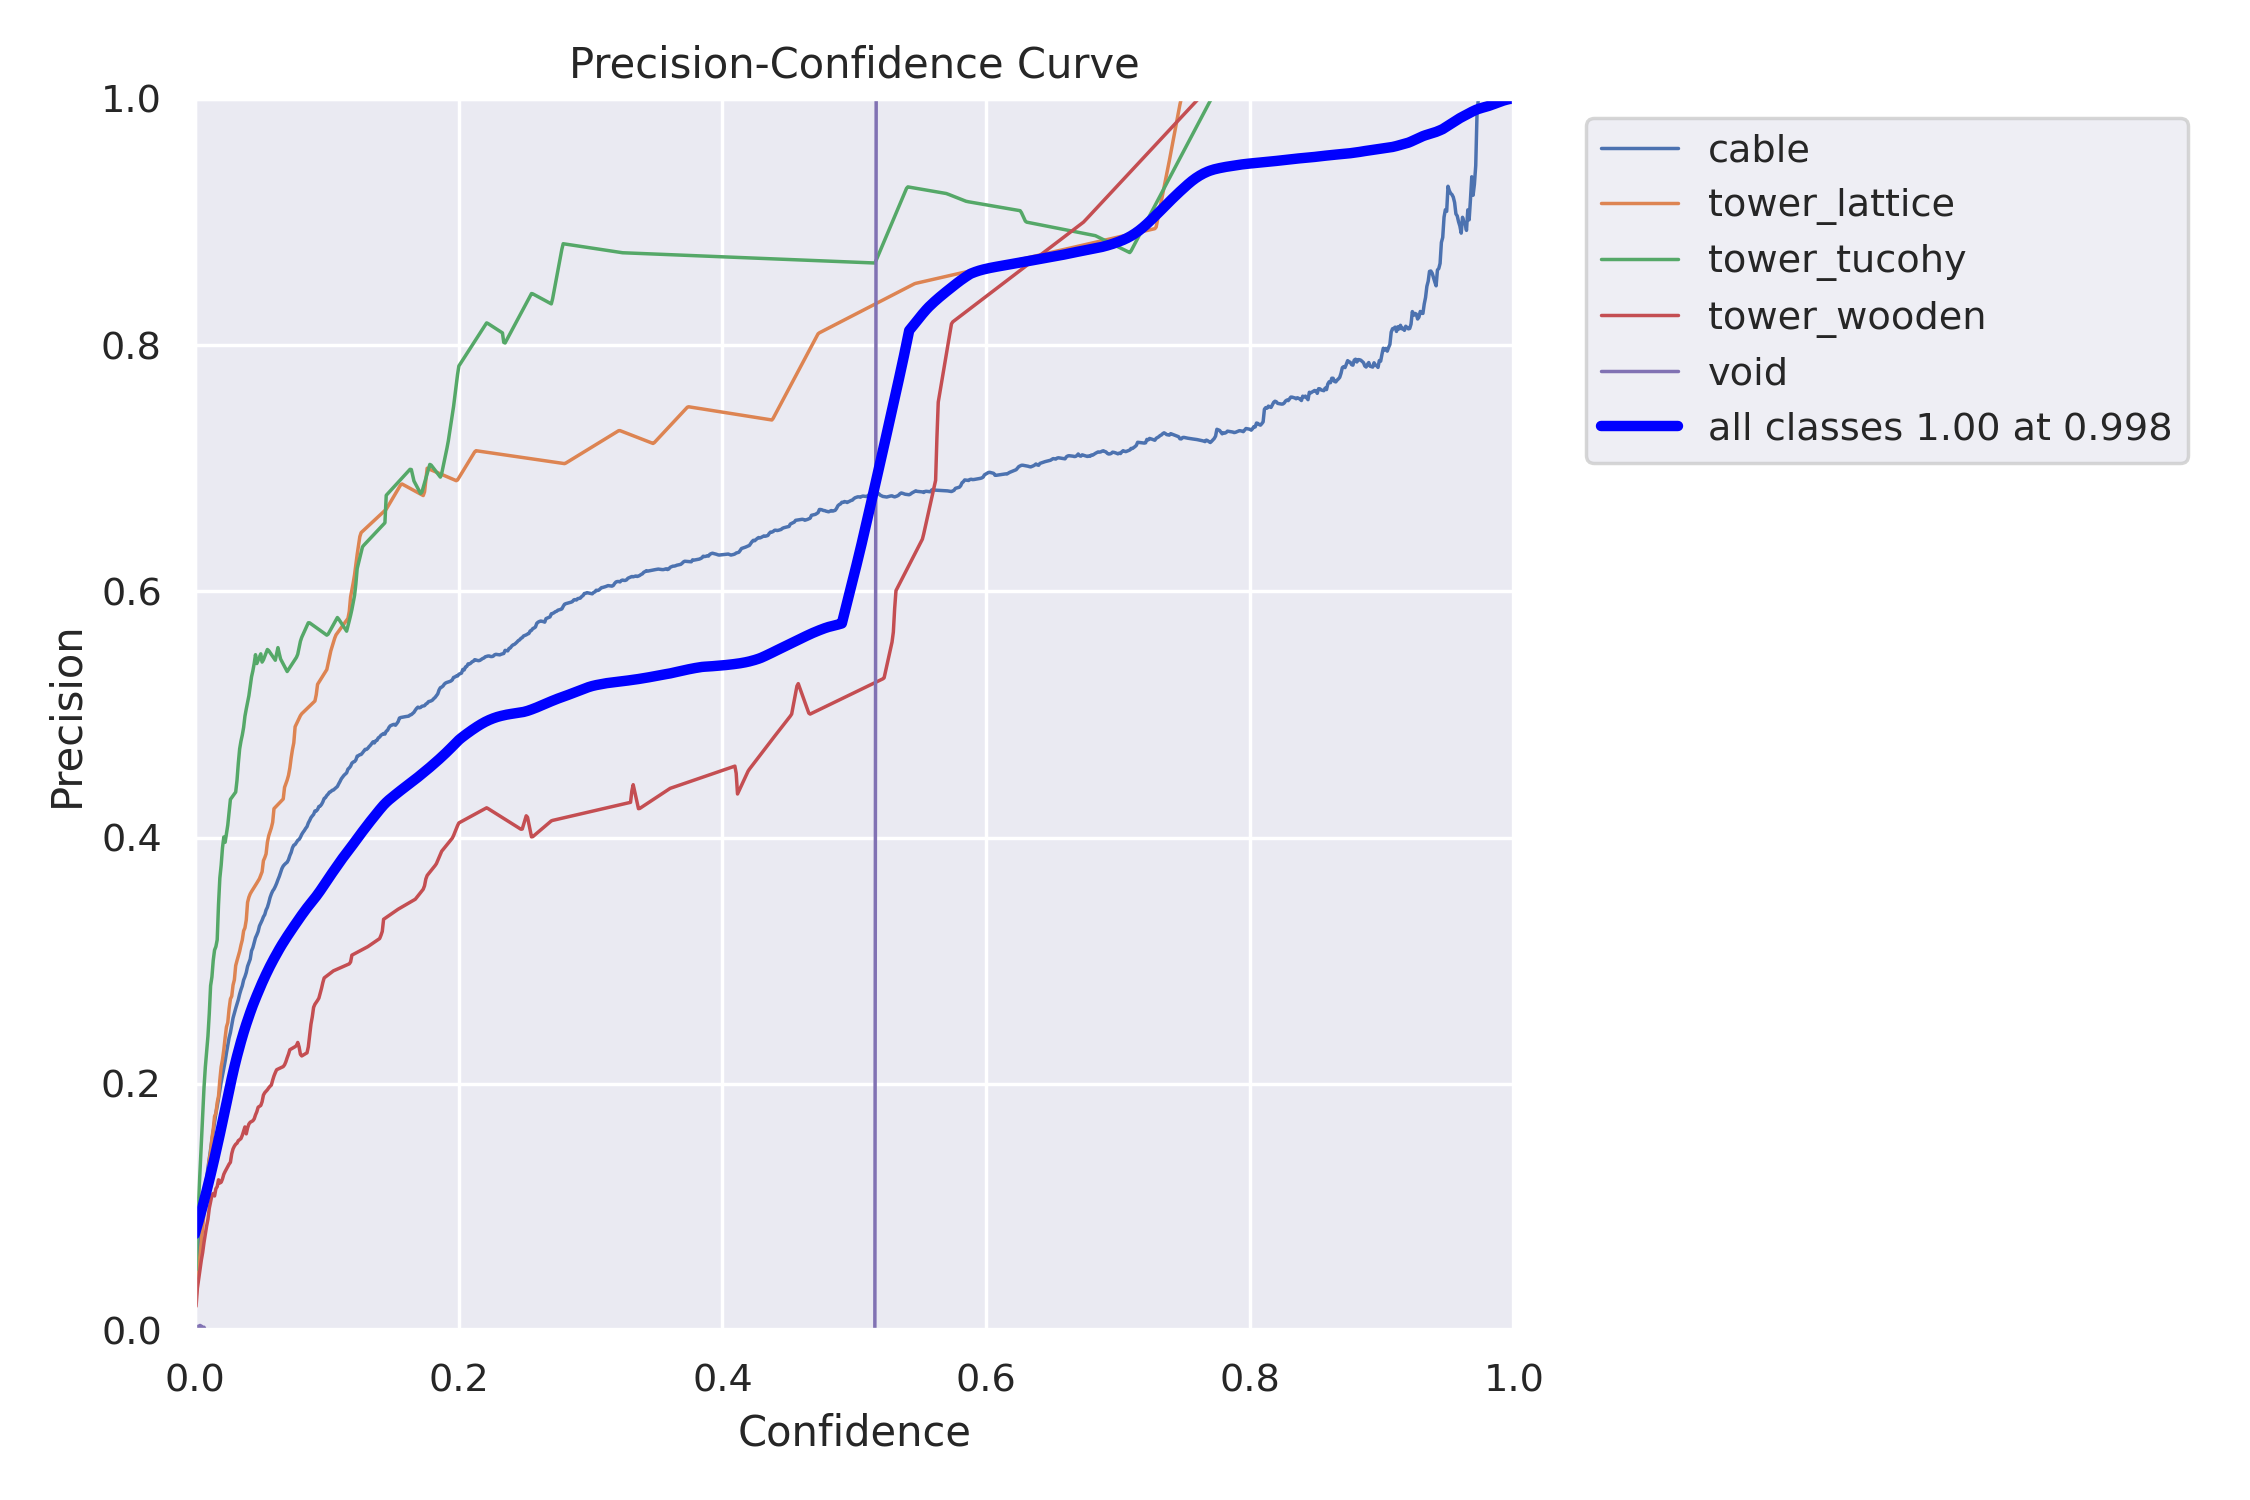 Precision-Confidence Curve
1.0
0.8
0.6
0.4
0.2
0.0
Precision
0.0 0.2 0.4 0.6 0.8 1.0
Confidence
cable
tower_lattice
tower_tucohy
tower_wooden
void
all classes 1.00 at 0.998